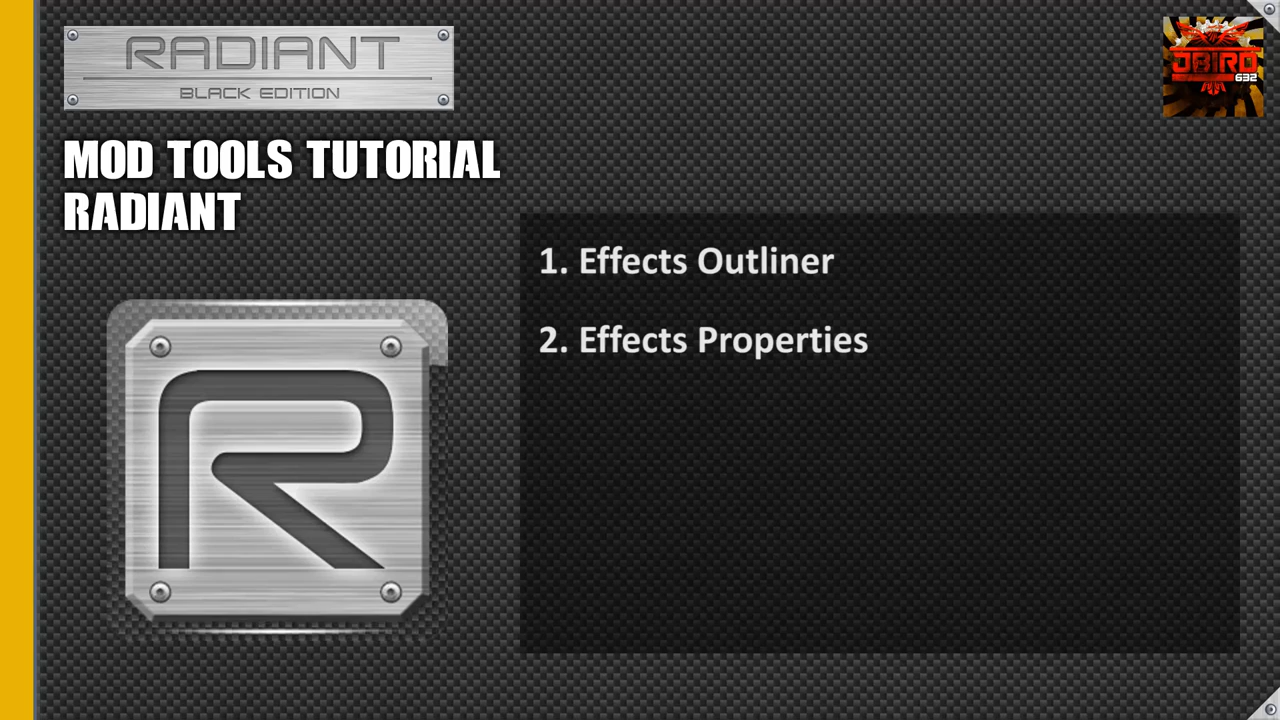 RADIANT
BLACK EDITION
JBIRD
632
MOD TOOLS TUTORIAL
RADIANT
1. Effects Outliner
2. Effects Properties
R